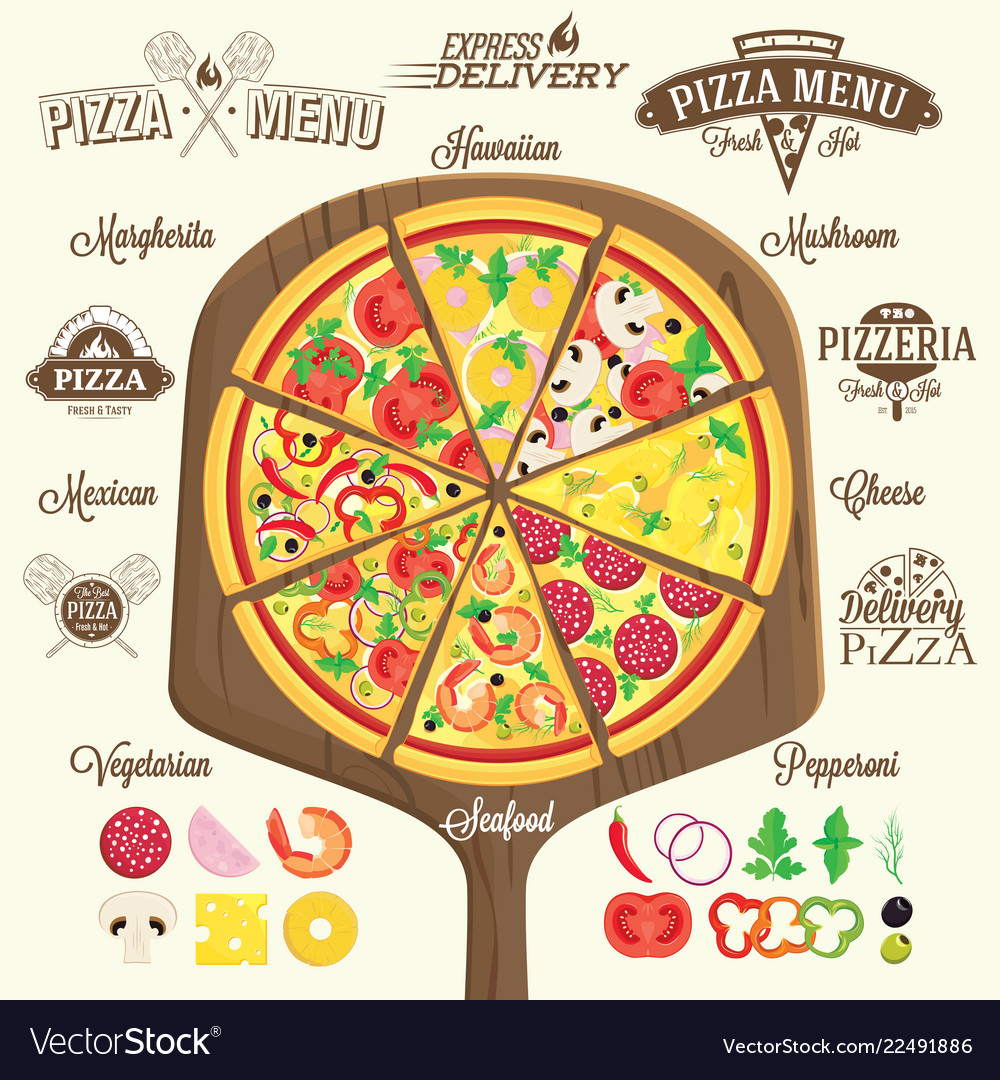 EXPRESS
DELIVERY
PIZZA MENU
PIZZA MENU
Fresh & Hot
Hawaiian
Margherita
Mushroom
PIZZA
FRESH & TASTY
PIZZERIA
Fresh & Hot
EST. 2015
Mexican
Cheese
The Best
PIZZA
- Fresh & Hot -
Delivery
PIZZA
Vegetarian
Pepperoni
Seafood
VectorStock®
VectorStock.com/22491886